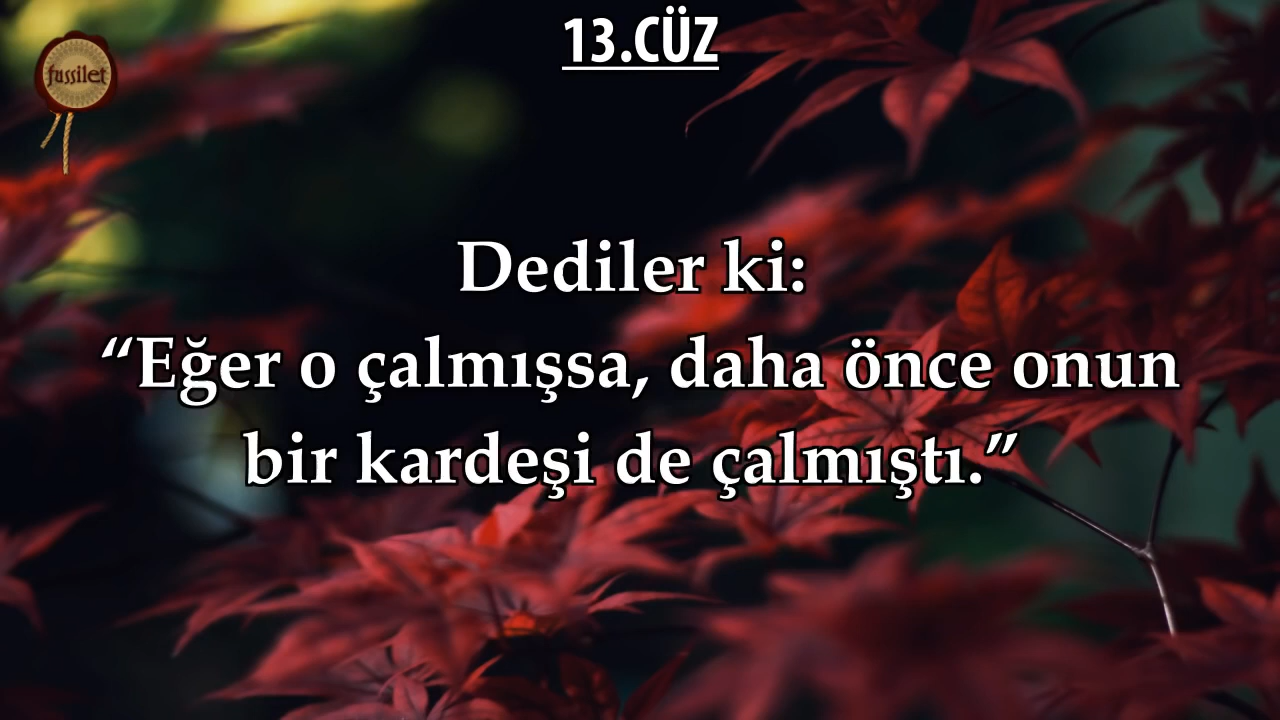 13.CÜZ
fussilet
Dediler ki:
“Eğer o çalmışsa, daha önce onun
bir kardeşi de çalmıştı.”